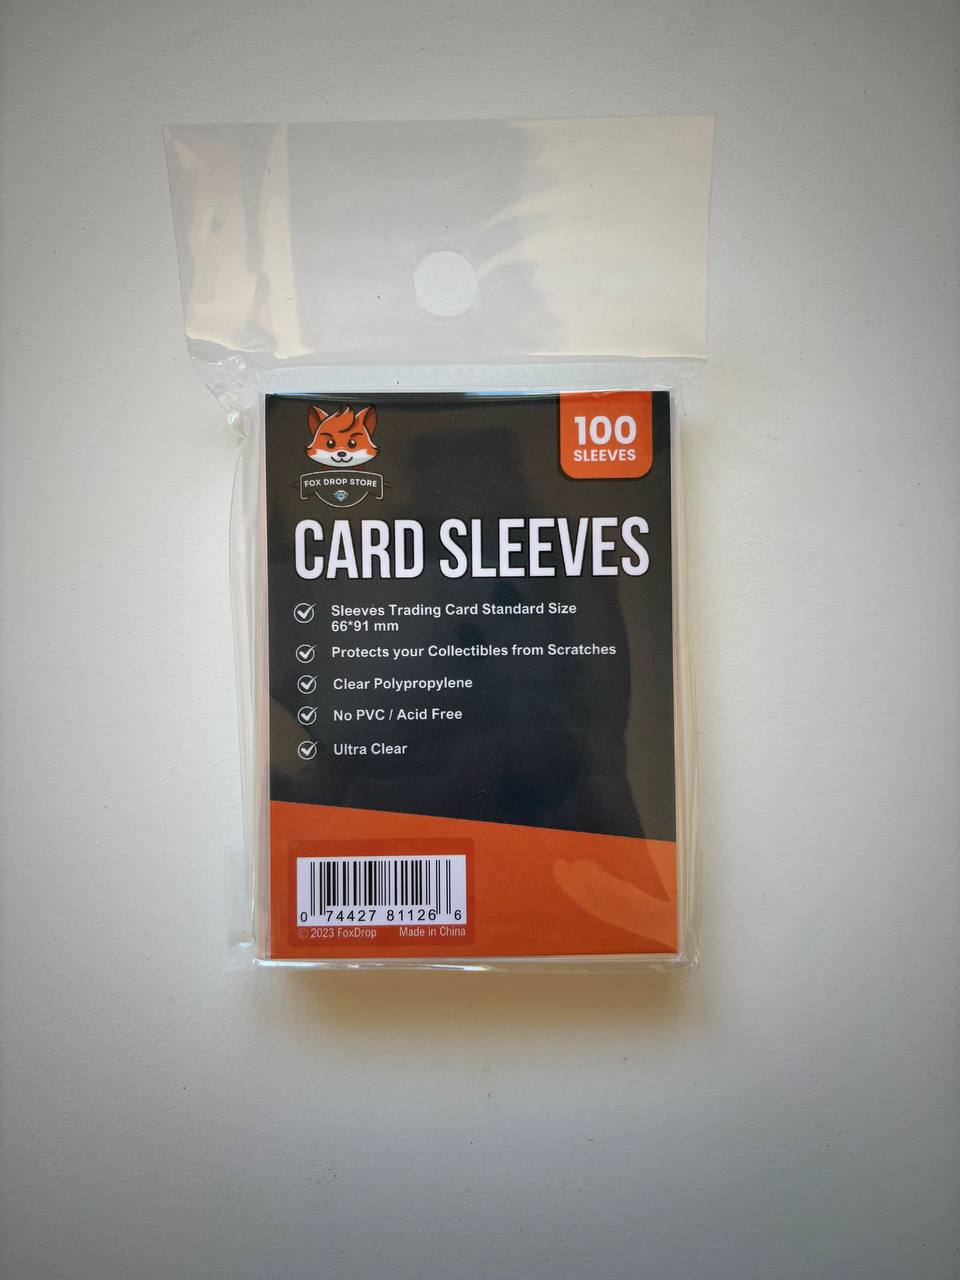 FOX DROP STORE
100
SLEEVES
CARD SLEEVES
Sleeves Trading Card Standard Size
66*91 mm
Protects your Collectibles from Scratches
Clear Polypropylene
No PVC / Acid Free
Ultra Clear
0 74427 81126 6
© 2023 FoxDrop Made in China